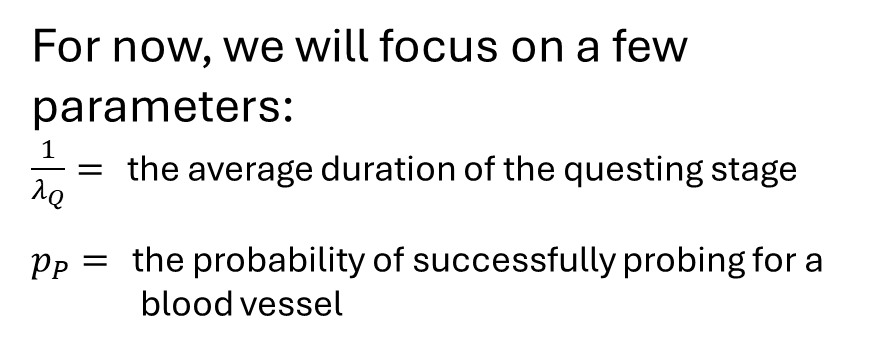 For now, we will focus on a few
parameters:
1/λ_Q = the average duration of the questing stage
p_P = the probability of successfully probing for a
blood vessel